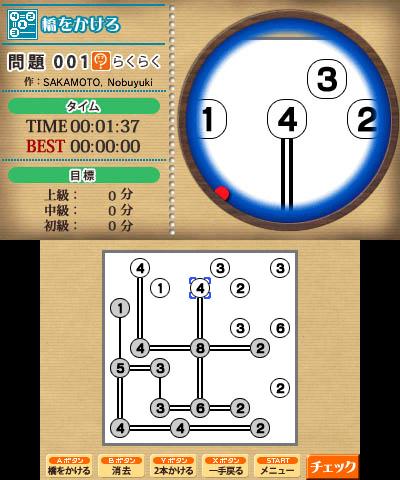 橋をかけろ
問題 001 らくらく
作：SAKAMOTO, Nobuyuki
タイム
TIME 00:01:37
BEST 00:00:00
目標
上級： 0 分
中級： 0 分
初級： 0 分
3
1 4 2
4 3 3
1 4 2
1
3 6
4 8 2
5 3
2
3 6 2
4 4 2
Aボタン 橋をかける
Bボタン 消去
Yボタン 2本かける
Xボタン 一手戻る
START メニュー
チェック